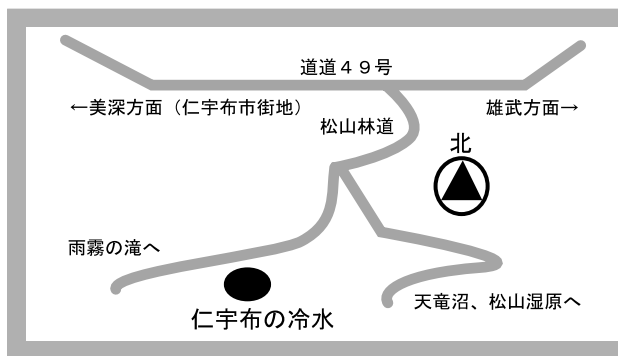 道道４９号
←美深方面（仁宇布市街地）
雄武方面→
松山林道
北
雨霧の滝へ
天竜沼、松山湿原へ
仁宇布の冷水